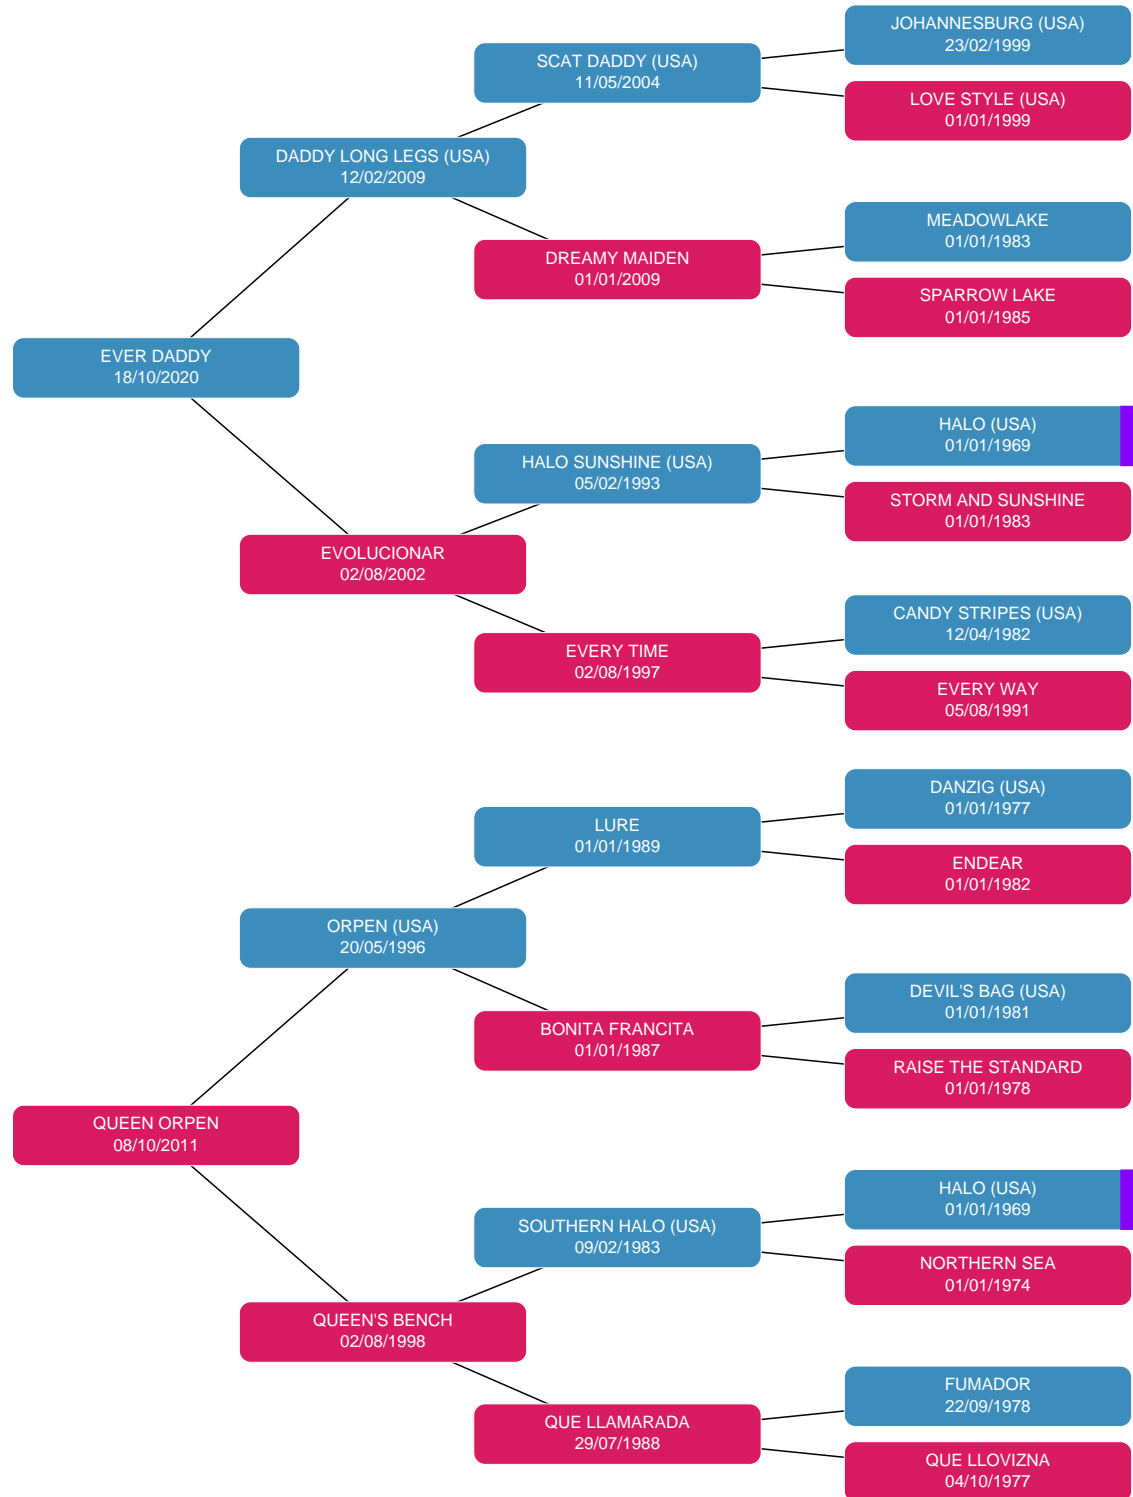 JOHANNESBURG (USA)
23/02/1999
SCAT DADDY (USA)
11/05/2004
LOVE STYLE (USA)
01/01/1999
DADDY LONG LEGS (USA)
12/02/2009
MEADOWLAKE
01/01/1983
DREAMY MAIDEN
01/01/2009
SPARROW LAKE
01/01/1985
EVER DADDY
18/10/2020
HALO (USA)
01/01/1969
HALO SUNSHINE (USA)
05/02/1993
STORM AND SUNSHINE
01/01/1983
EVOLUCIONAR
02/08/2002
CANDY STRIPES (USA)
12/04/1982
EVERY TIME
02/08/1997
EVERY WAY
05/08/1991
DANZIG (USA)
01/01/1977
LURE
01/01/1989
ENDEAR
01/01/1982
ORPEN (USA)
20/05/1996
DEVIL'S BAG (USA)
01/01/1981
BONITA FRANCITA
01/01/1987
RAISE THE STANDARD
01/01/1978
QUEEN ORPEN
08/10/2011
HALO (USA)
01/01/1969
SOUTHERN HALO (USA)
09/02/1983
NORTHERN SEA
01/01/1974
QUEEN'S BENCH
02/08/1998
FUMADOR
22/09/1978
QUE LLAMARADA
29/07/1988
QUE LLOVIZNA
04/10/1977